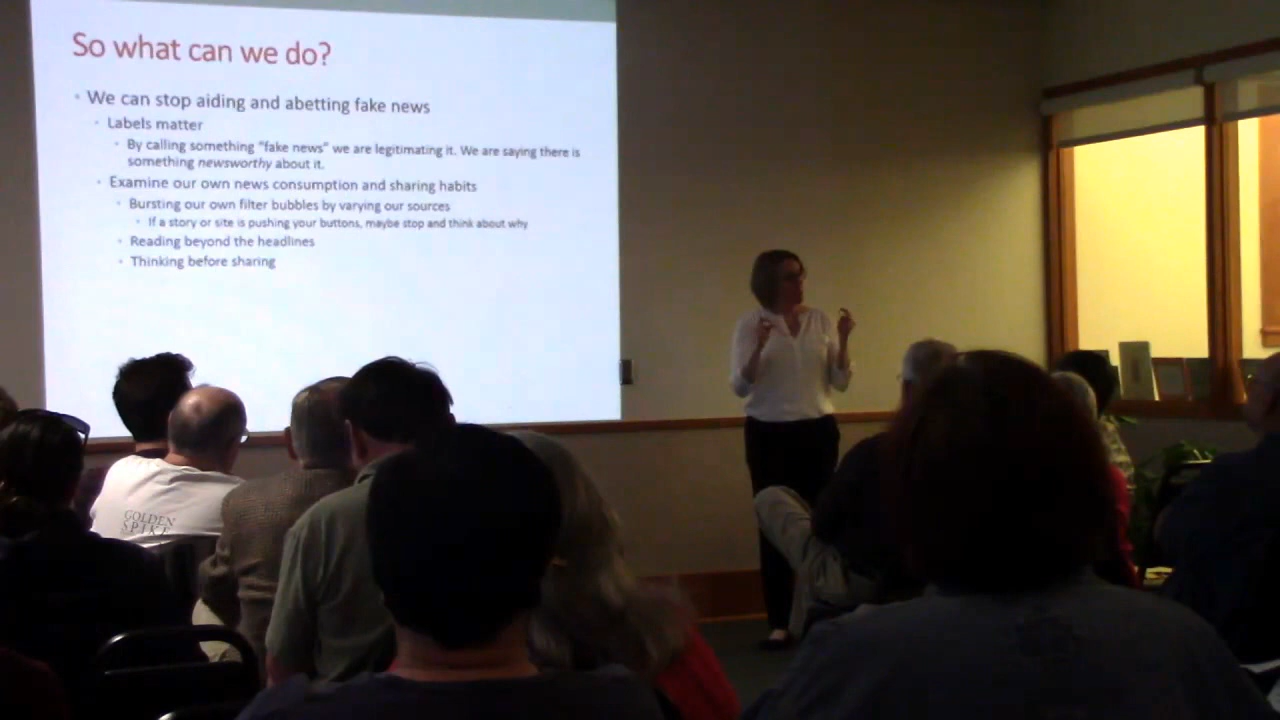 So what can we do?
• We can stop aiding and abetting fake news
• Labels matter
• By calling something "fake news" we are legitimating it. We are saying there is
something newsworthy about it.
• Examine our own news consumption and sharing habits
• Bursting our own filter bubbles by varying our sources
• If a story or site is pushing your buttons, maybe stop and think about why
• Reading beyond the headlines
• Thinking before sharing
GOLDEN
SPIKE